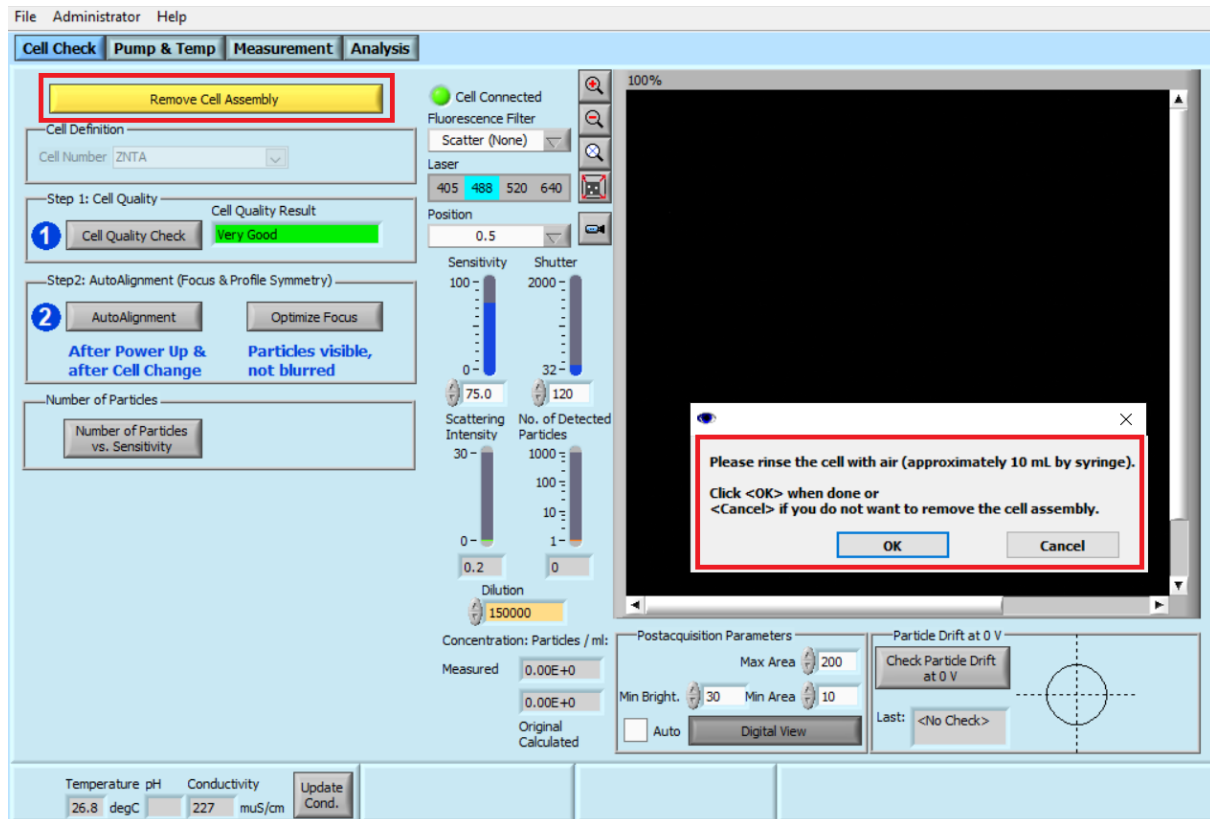 File Administrator Help
Cell Check Pump & Temp Measurement Analysis
Remove Cell Assembly
Cell Definition
Cell Number ZNTA
Step 1: Cell Quality
Cell Quality Result
1 Cell Quality Check Very Good
Step2: AutoAlignment (Focus & Profile Symmetry)
2 AutoAlignment Optimize Focus
After Power Up & Particles visible,
after Cell Change not blurred
Number of Particles
Number of Particles
vs. Sensitivity
Cell Connected
Fluorescence Filter
Scatter (None)
Laser
405 488 520 640
Position
0.5
Sensitivity Shutter
100 2000
0 32
75.0 120
Scattering No. of Detected
Intensity Particles
30 1000
100
10
0 1
0.2 0
Dilution
150000
Concentration: Particles / ml:
Measured 0.00E+0
0.00E+0
Original
Calculated
100%
Please rinse the cell with air (approximately 10 mL by syringe).
Click <OK> when done or
<Cancel> if you do not want to remove the cell assembly.
OK Cancel
Postacquisition Parameters
Max Area 200
Min Bright. 30 Min Area 10
Auto Digital View
Particle Drift at 0 V
Check Particle Drift
at 0 V
Last: <No Check>
Temperature pH Conductivity
26.8 degC 227 muS/cm
Update
Cond.